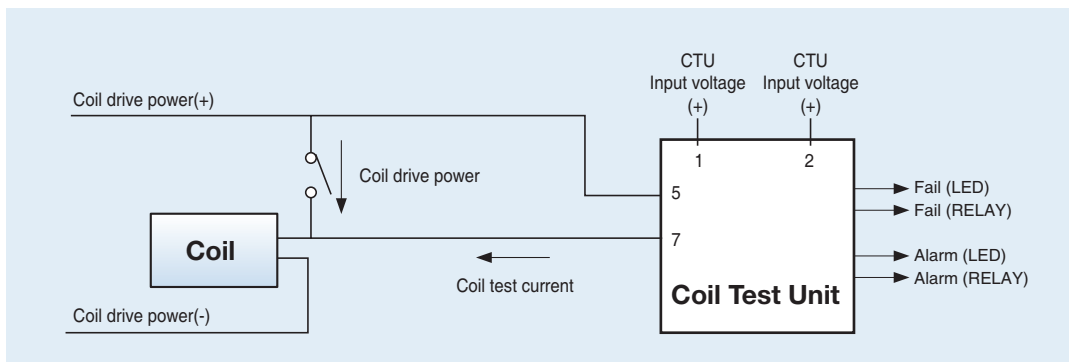 CTU
Input voltage
(+)
CTU
Input voltage
(+)
Coil drive power(+)
1
2
Coil drive power
5
Fail (LED)
Fail (RELAY)
7
Coil
Alarm (LED)
Alarm (RELAY)
Coil test current
Coil Test Unit
Coil drive power(-)